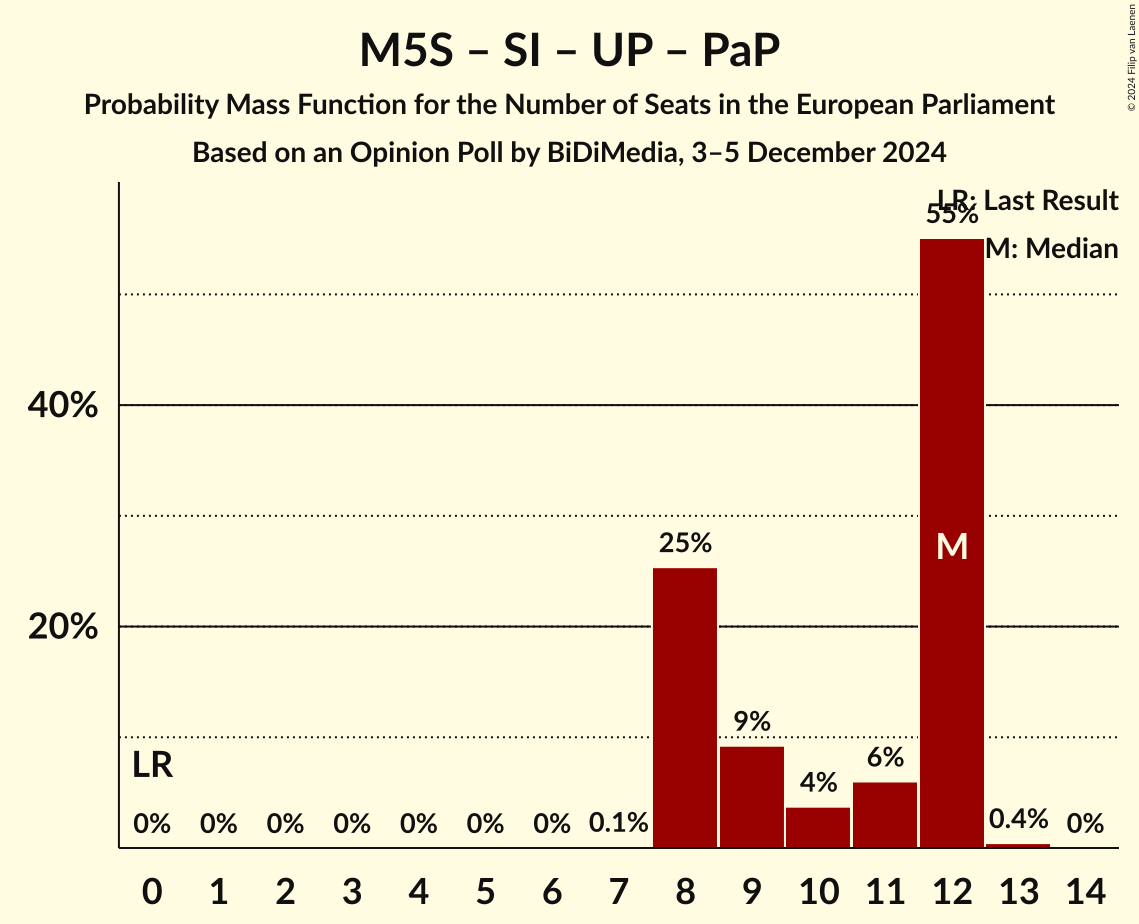 © 2024 Filip van Laenen
M5S – SI – UP – PaP
Probability Mass Function for the Number of Seats in the European Parliament
Based on an Opinion Poll by BiDiMedia, 3–5 December 2024
LR: Last Result
M: Median
55%
40%
20%
M
25%
9%
4%
6%
LR
0% 0% 0% 0% 0% 0% 0% 0.1% 0.4% 0%
0 1 2 3 4 5 6 7 8 9 10 11 12 13 14